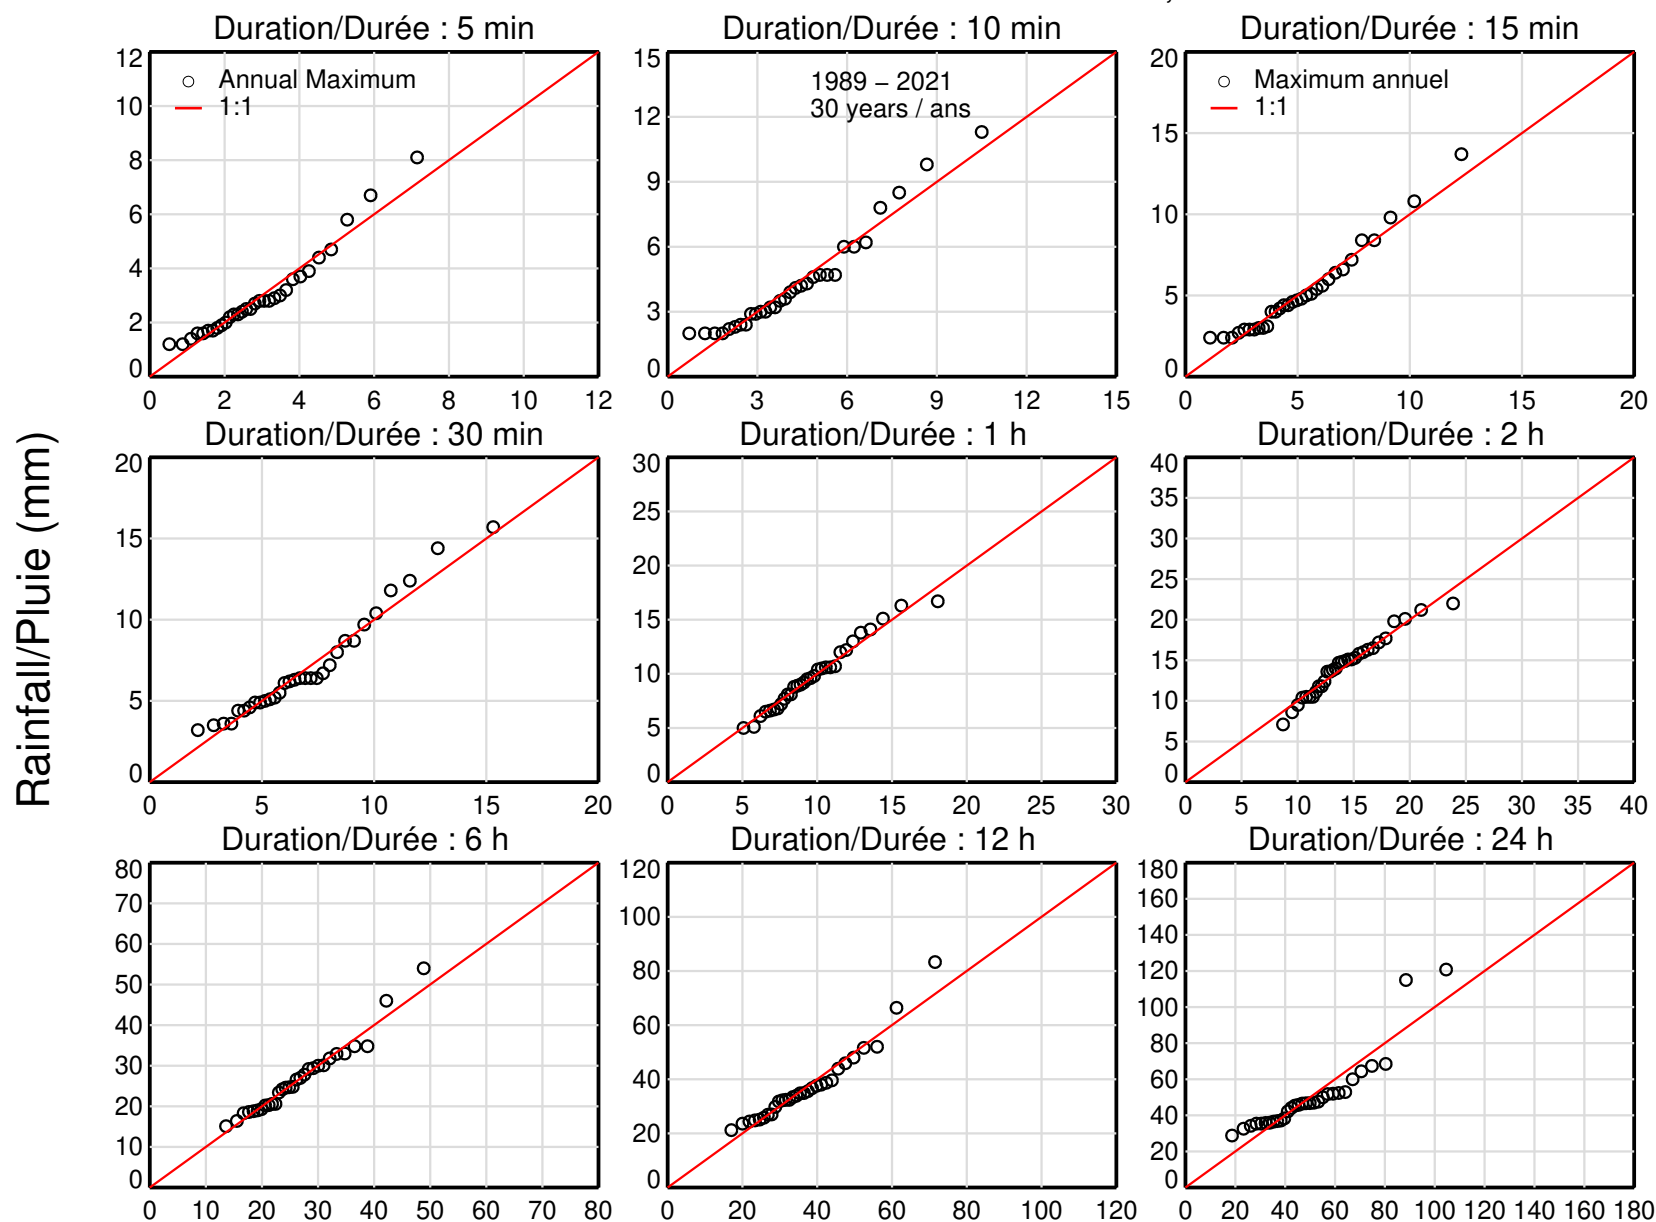 Duration/Durée : 5 min
12
10
8
6
4
2
0
0 2 4 6 8 10 12
Annual Maximum
1:1
Duration/Durée : 10 min
15
12
9
6
3
0
0 3 6 9 12 15
1989 – 2021
30 years / ans
Duration/Durée : 15 min
20
15
10
5
0
0 5 10 15 20
Maximum annuel
1:1
Rainfall/Pluie (mm)
Duration/Durée : 30 min
20
15
10
5
0
0 5 10 15 20
Duration/Durée : 1 h
30
25
20
15
10
5
0
0 5 10 15 20 25 30
Duration/Durée : 2 h
40
35
30
25
20
15
10
5
0
0 5 10 15 20 25 30 35 40
Duration/Durée : 6 h
80
70
60
50
40
30
20
10
0
0 10 20 30 40 50 60 70 80
Duration/Durée : 12 h
120
100
80
60
40
20
0
0 20 40 60 80 100 120
Duration/Durée : 24 h
180
160
140
120
100
80
60
40
20
0
0 20 40 60 80 100 120 140 160 180